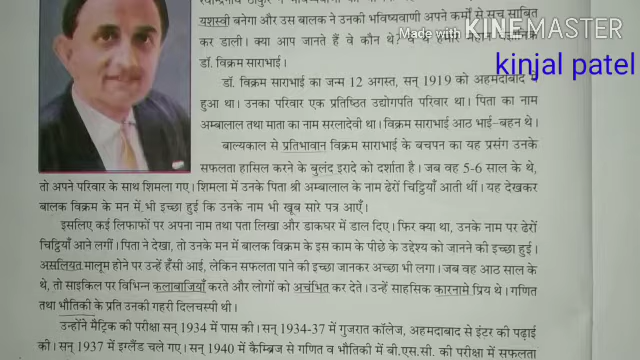 Made with KINEMASTER
kinjal patel
यशस्वी बनेगा और उस बालक ने उनकी भविष्यवाणी अपने कर्मों से सच साबित
कर डाली। क्या आप जानते हैं वे कौन थे? वे थे हमारे महान
डॉ. विक्रम साराभाई।
डॉ. विक्रम साराभाई का जन्म 12 अगस्त, सन् 1919 को अहमदाबाद में
हुआ था। उनका परिवार एक प्रतिष्ठित उद्योगपति परिवार था। पिता का नाम
अम्बालाल तथा माता का नाम सरलादेवी था। विक्रम साराभाई आठ भाई-बहन थे।
बाल्यकाल से प्रतिभावान विक्रम साराभाई के बचपन का यह प्रसंग उनके
सफलता हासिल करने के बुलंद इरादे को दर्शाता है। जब वह 5-6 साल के थे,
तो अपने परिवार के साथ शिमला गए। शिमला में उनके पिता श्री अम्बालाल के नाम ढेरों चिट्ठियाँ आती थीं। यह देखकर
बालक विक्रम के मन में भी इच्छा हुई कि उनके नाम भी खूब सारे पत्र आएँ।
इसलिए कई लिफाफों पर अपना नाम तथा पता लिखा और डाकघर में डाल दिए। फिर क्या था, उनके नाम पर ढेरों
चिट्ठियाँ आने लगीं। पिता ने देखा, तो उनके मन में बालक विक्रम के इस काम के पीछे के उद्देश्य को जानने की इच्छा हुई।
असलियत मालूम होने पर उन्हें हँसी आई, लेकिन सफलता पाने की इच्छा जानकर अच्छा भी लगा। जब वह आठ साल के
थे, तो साइकिल पर विभिन्न कलाबाजियाँ करते और लोगों को अचंभित कर देते। उन्हें साहसिक कारनामे प्रिय थे। गणित
तथा भौतिकी के प्रति उनकी गहरी दिलचस्पी थी।
उन्होंने मैट्रिक की परीक्षा सन् 1934 में पास की। सन् 1934-37 में गुजरात कॉलेज, अहमदाबाद से इंटर की पढ़ाई
की। सन् 1937 में इंग्लैंड चले गए। सन् 1940 में कैम्ब्रिज से गणित व भौतिकी में बी.एस.सी. की परीक्षा में सफलता